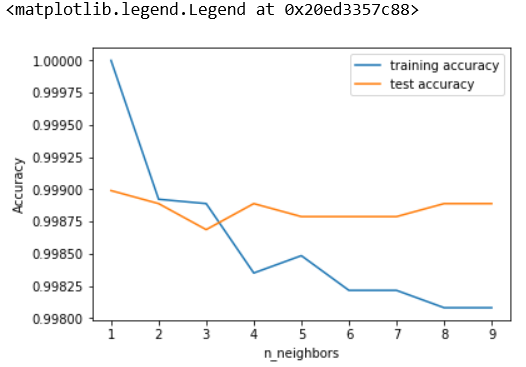 <matplotlib.legend.Legend at 0x20ed3357c88>
training accuracy
test accuracy
1.00000
0.99975
0.99950
0.99925
0.99900
0.99875
0.99850
0.99825
0.99800
Accuracy
1 2 3 4 5 6 7 8 9
n_neighbors